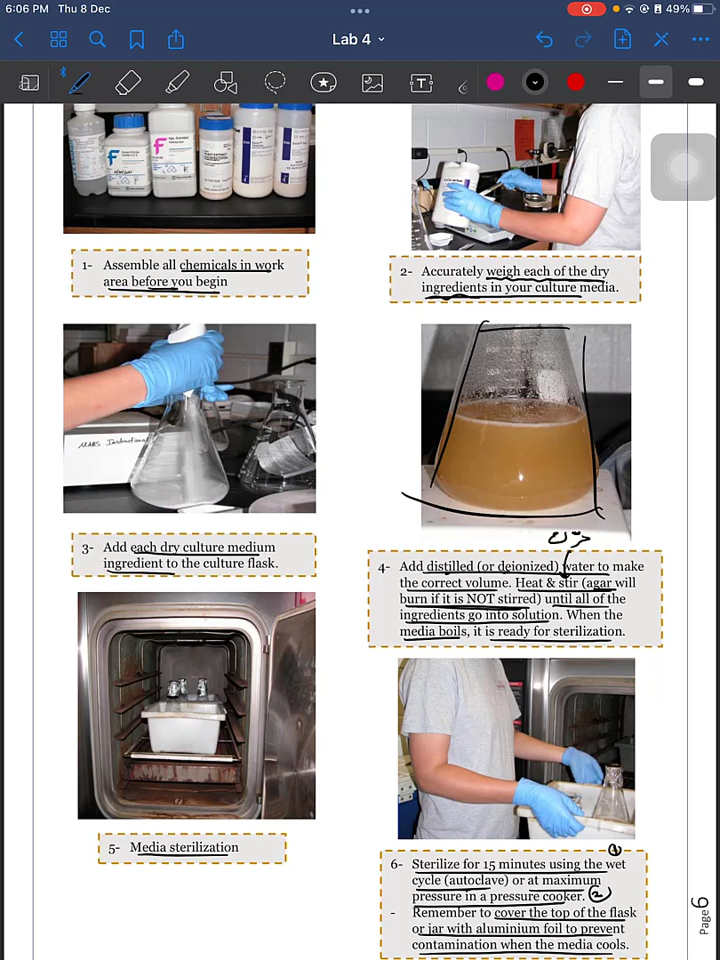 6:06 PM Thu 8 Dec
49%
Lab 4
1- Assemble all chemicals in work
area before you begin
2- Accurately weigh each of the dry
ingredients in your culture media.
3- Add each dry culture medium
ingredient to the culture flask.
4- Add distilled (or deionized) water to make
the correct volume. Heat & stir (agar will
burn if it is NOT stirred) until all of the
ingredients go into solution. When the
media boils, it is ready for sterilization.
5- Media sterilization
6- Sterilize for 15 minutes using the wet
cycle (autoclave) or at maximum
pressure in a pressure cooker.
- Remember to cover the top of the flask
or jar with aluminium foil to prevent
contamination when the media cools.
Page 6